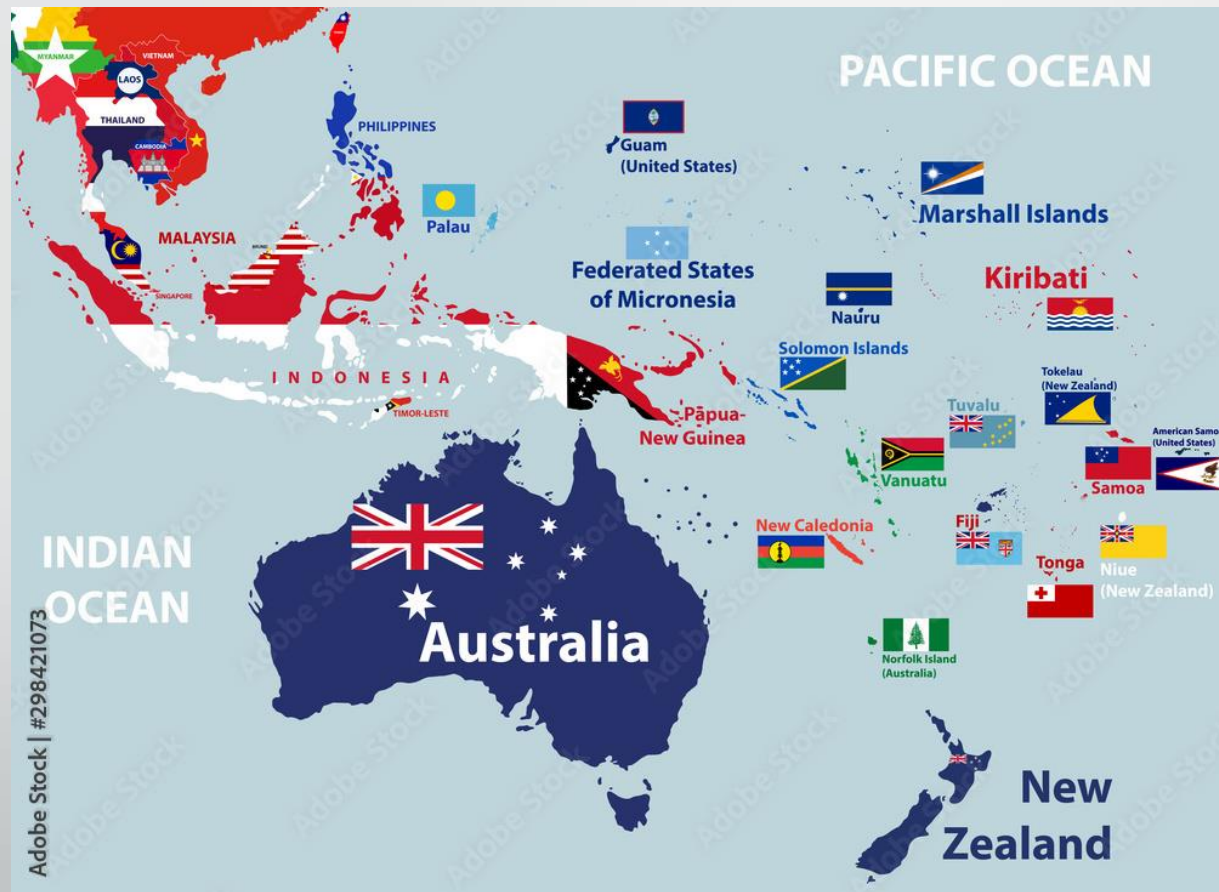 PACIFIC OCEAN
MYANMAR
VIETNAM
LAOS
THAILAND
CAMBODIA
PHILIPPINES
Guam
(United States)
Palau
Marshall Islands
MALAYSIA
BRUNEI
SINGAPORE
Federated States
of Micronesia
Kiribati
Nauru
Solomon Islands
INDONESIA
TIMOR-LESTE
Papua-
New Guinea
Tokelau
(New Zealand)
Tuvalu
American Samo
(United States)
Samoa
Vanuatu
New Caledonia
Fiji
Tonga
Niue
(New Zealand)
INDIAN
OCEAN
Australia
Norfolk Island
(Australia)
New
Zealand
Adobe Stock | #298421073
Adobe Stock